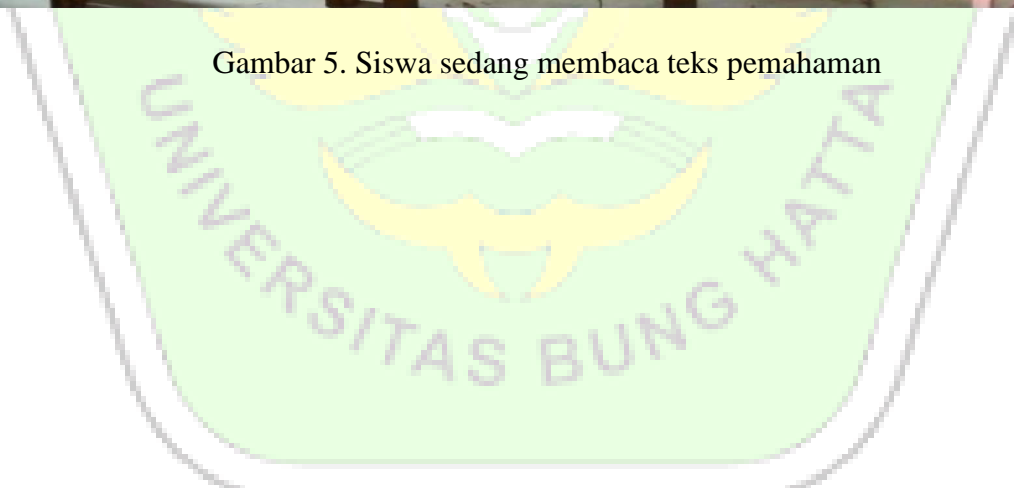 Gambar 5. Siswa sedang membaca teks pemahaman
UNIVERSITAS BUNG HATTA